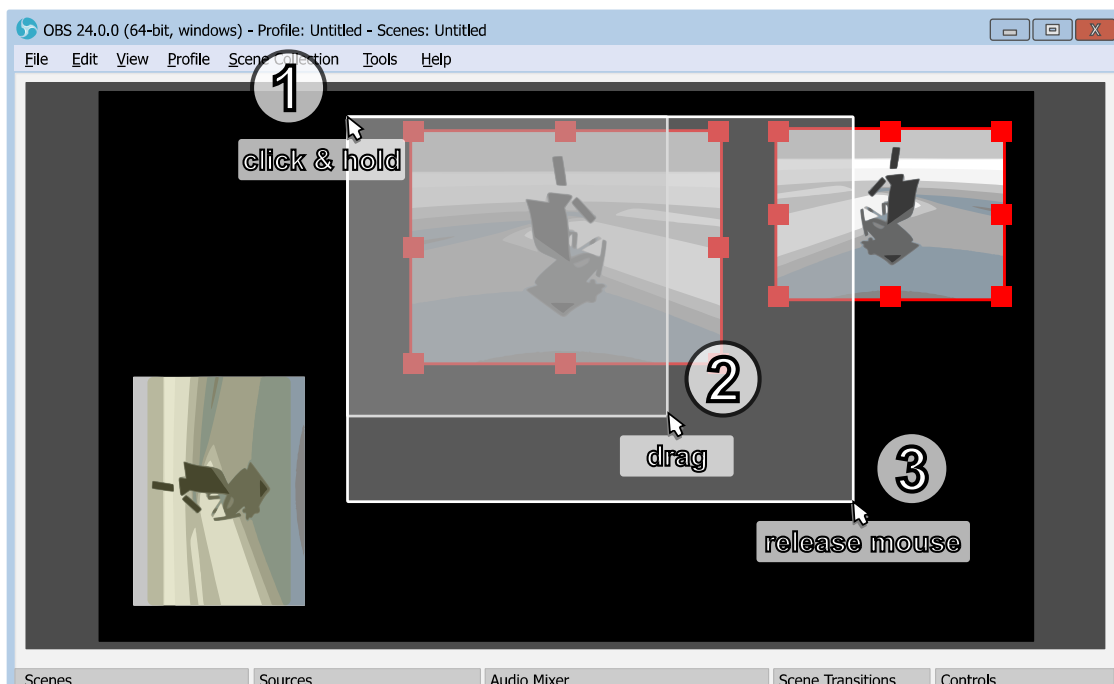 OBS 24.0.0 (64-bit, windows) - Profile: Untitled - Scenes: Untitled
File Edit View Profile Scene Collection Tools Help
1
click & hold
2
drag
3
release mouse
Scenes Sources Audio Mixer Scene Transitions Controls